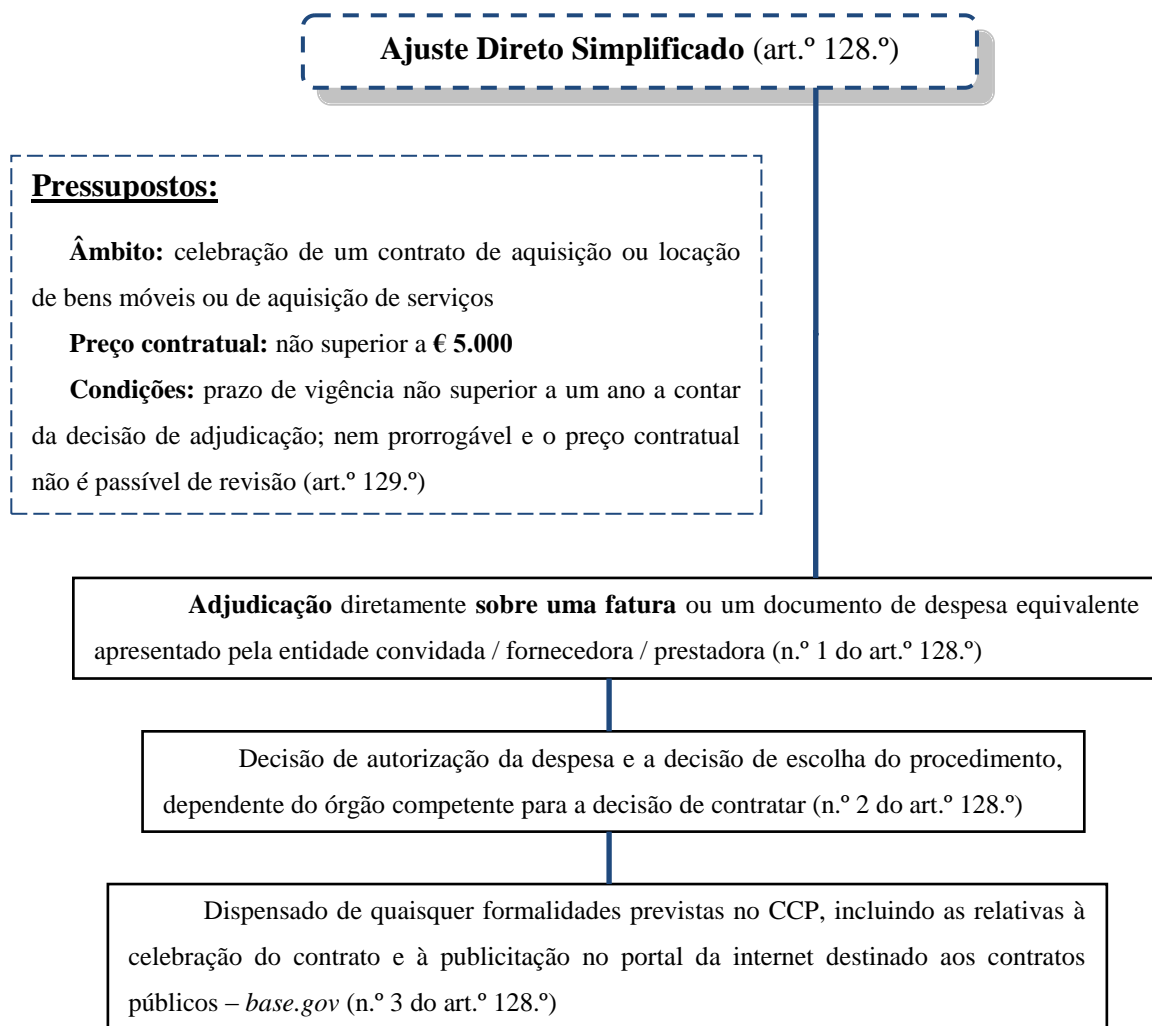 Ajuste Direto Simplificado (art.º 128.º)
Pressupostos:
Âmbito: celebração de um contrato de aquisição ou locação
de bens móveis ou de aquisição de serviços
Preço contratual: não superior a € 5.000
Condições: prazo de vigência não superior a um ano a contar
da decisão de adjudicação; nem prorrogável e o preço contratual
não é passível de revisão (art.º 129.º)
Adjudicação diretamente sobre uma fatura ou um documento de despesa equivalente
apresentado pela entidade convidada / fornecedora / prestadora (n.º 1 do art.º 128.º)
Decisão de autorização da despesa e a decisão de escolha do procedimento,
dependente do órgão competente para a decisão de contratar (n.º 2 do art.º 128.º)
Dispensado de quaisquer formalidades previstas no CCP, incluindo as relativas à
celebração do contrato e à publicitação no portal da internet destinado aos contratos
públicos – base.gov (n.º 3 do art.º 128.º)